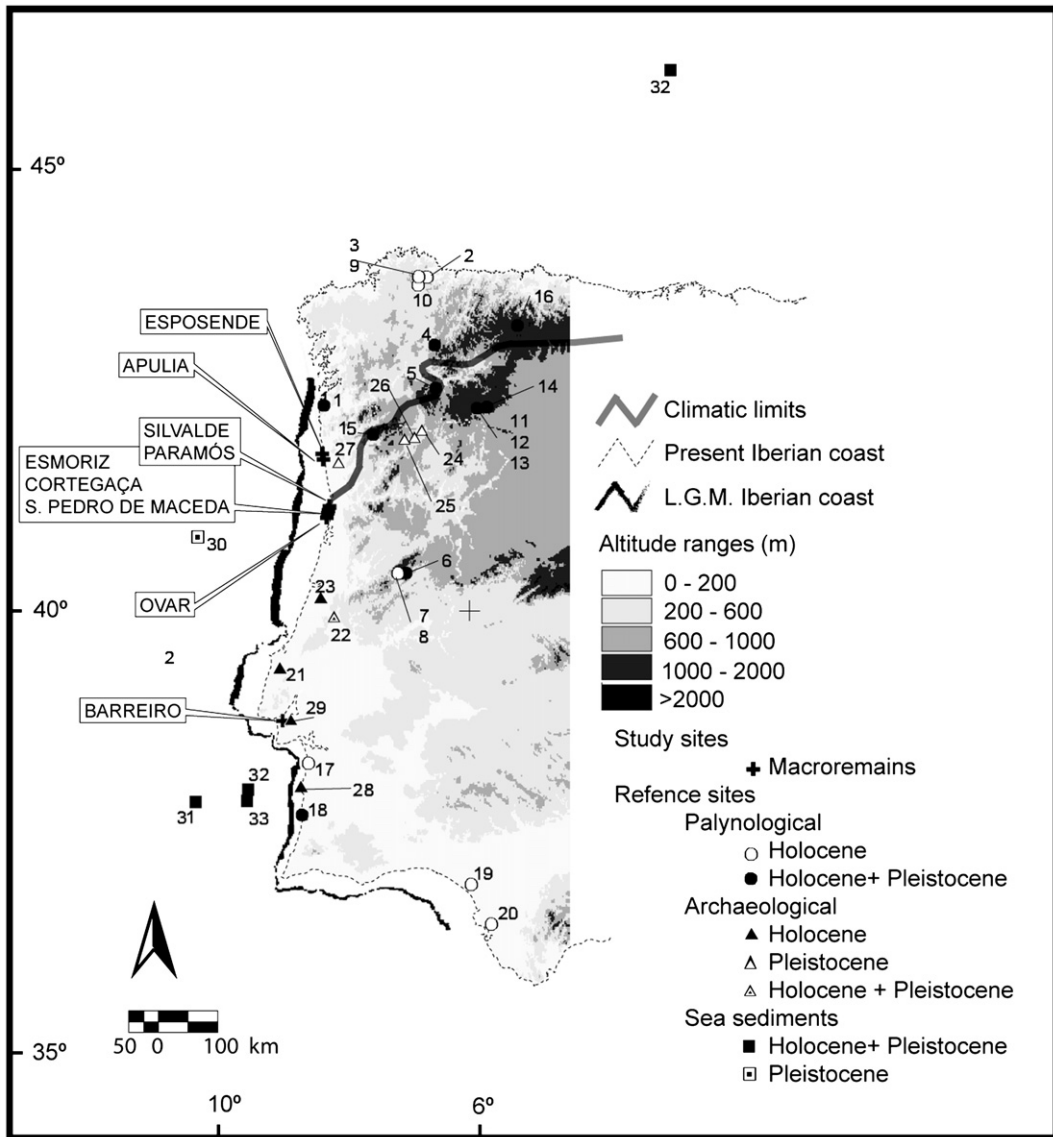 32
45º
3
9
2
10
16
4
ESPOSENDE
APULIA
5
26
14
1
11
12
13
15
27
24
25
SILVALDE
PARAMÓS
ESMORIZ
CORTEGAÇA
S. PEDRO DE MACEDA
30
OVAR
40º
23
22
6
7
8
2
21
BARREIRO
29
17
32
31
33
28
18
19
20
Climatic limits
Present Iberian coast
L.G.M. Iberian coast
Altitude ranges (m)
0 - 200
200 - 600
600 - 1000
1000 - 2000
>2000
Study sites
Macroremains
Refence sites
Palynological
Holocene
Holocene+ Pleistocene
Archaeological
Holocene
Pleistocene
Holocene + Pleistocene
Sea sediments
Holocene+ Pleistocene
Pleistocene
50 0 100 km
35º
10º
6º